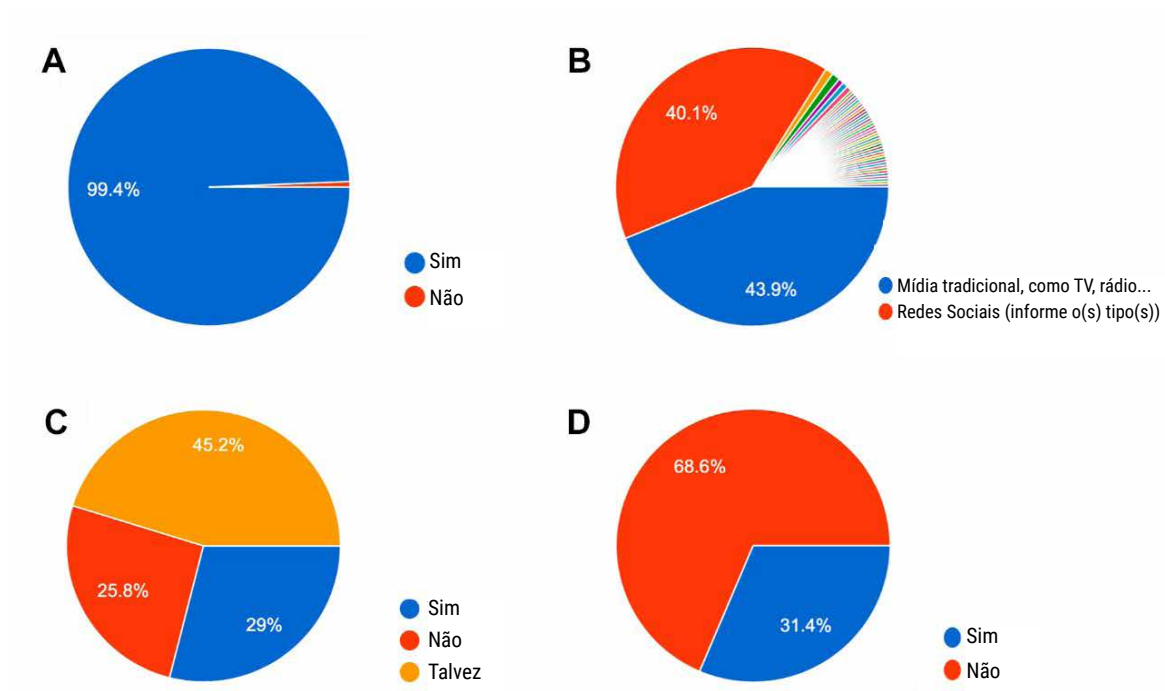 A
99.4%
Sim
Não
B
40.1%
43.9%
Mídia tradicional, como TV, rádio...
Redes Sociais (informe o(s) tipo(s))
C
45.2%
25.8%
29%
Sim
Não
Talvez
D
68.6%
31.4%
Sim
Não